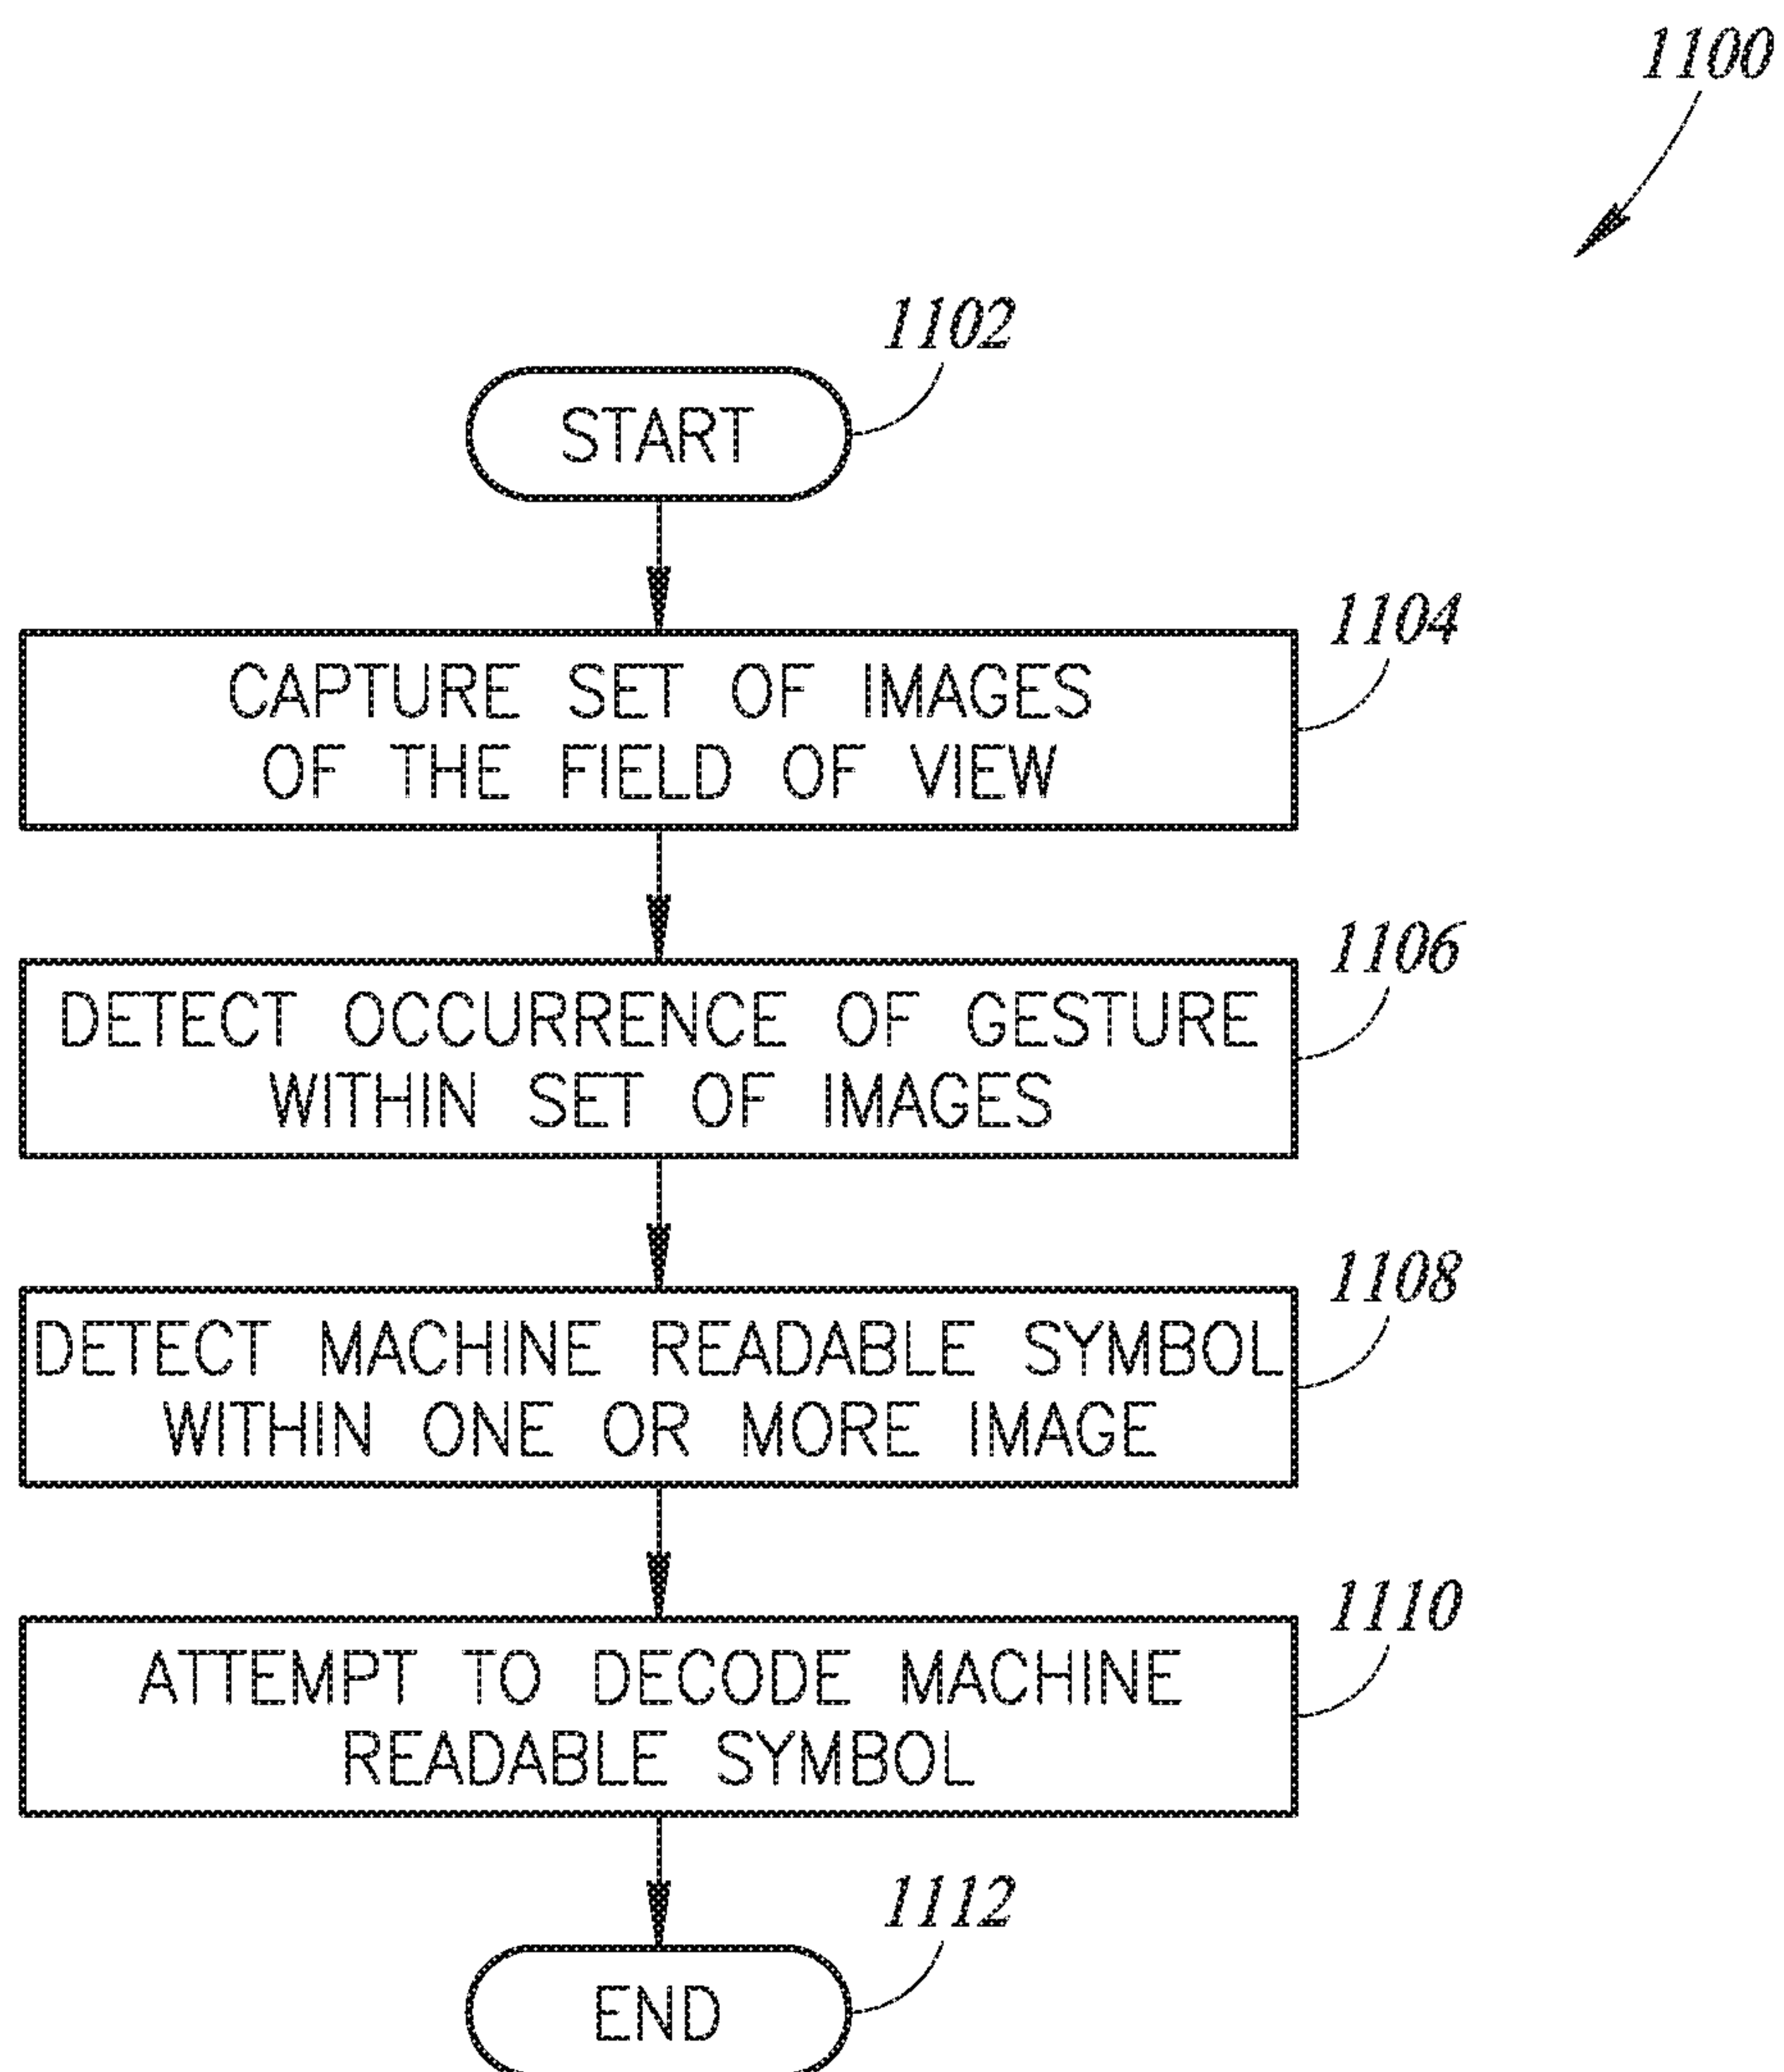 1100
1102
START
1104
CAPTURE SET OF IMAGES
OF THE FIELD OF VIEW
1106
DETECT OCCURRENCE OF GESTURE
WITHIN SET OF IMAGES
1108
DETECT MACHINE READABLE SYMBOL
WITHIN ONE OR MORE IMAGE
1110
ATTEMPT TO DECODE MACHINE
READABLE SYMBOL
1112
END